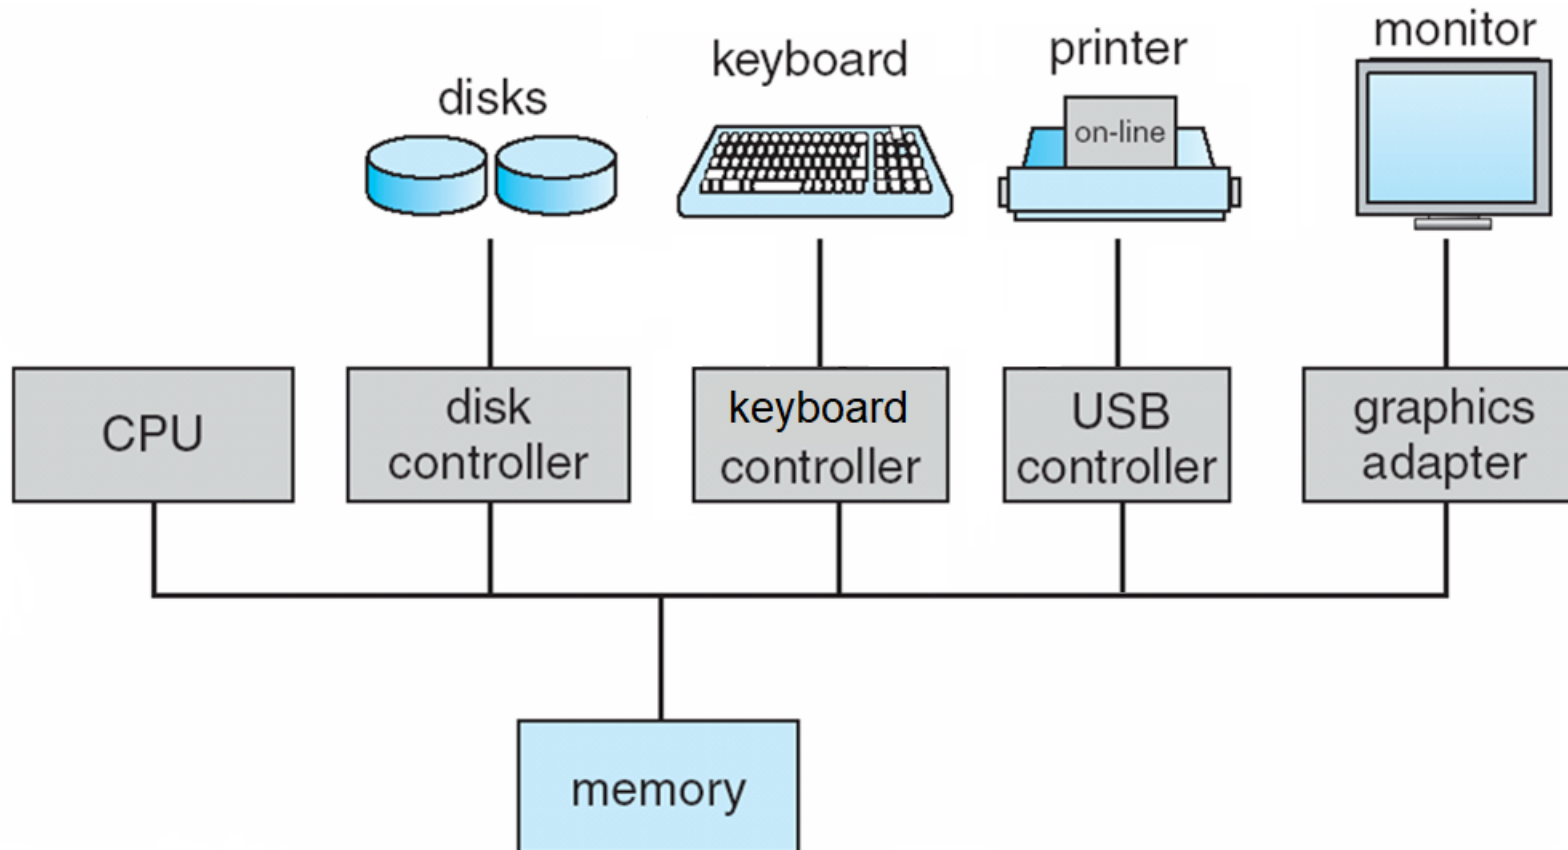 disks
keyboard
printer
on-line
monitor
CPU
disk
controller
keyboard
controller
USB
controller
graphics
adapter
memory